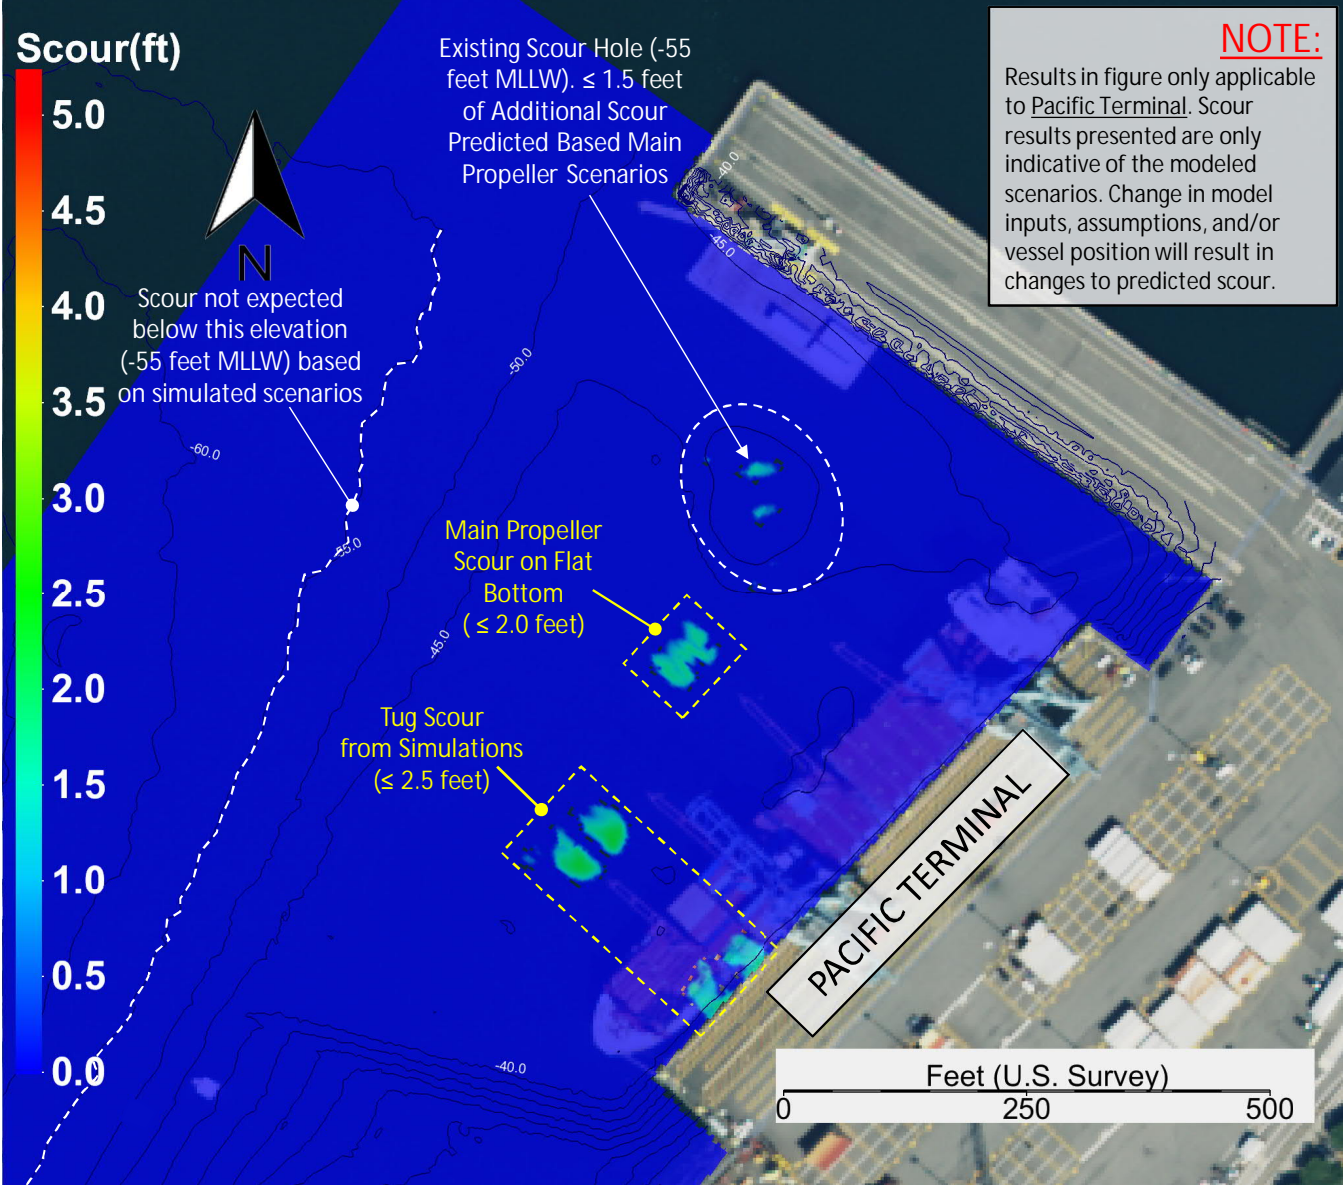 Scour(ft)
5.0
4.5
4.0
3.5
3.0
2.5
2.0
1.5
1.0
0.5
0.0
N
Existing Scour Hole (-55
feet MLLW). ≤ 1.5 feet
of Additional Scour
Predicted Based Main
Propeller Scenarios
NOTE:
Results in figure only applicable
to Pacific Terminal. Scour
results presented are only
indicative of the modeled
scenarios. Change in model
inputs, assumptions, and/or
vessel position will result in
changes to predicted scour.
Scour not expected
below this elevation
(-55 feet MLLW) based
on simulated scenarios
-40.0
-45.0
-50.0
-60.0
-55.0
-45.0
Main Propeller
Scour on Flat
Bottom
( ≤ 2.0 feet)
Tug Scour
from Simulations
(≤ 2.5 feet)
PACIFIC TERMINAL
-40.0
Feet (U.S. Survey)
0 250 500